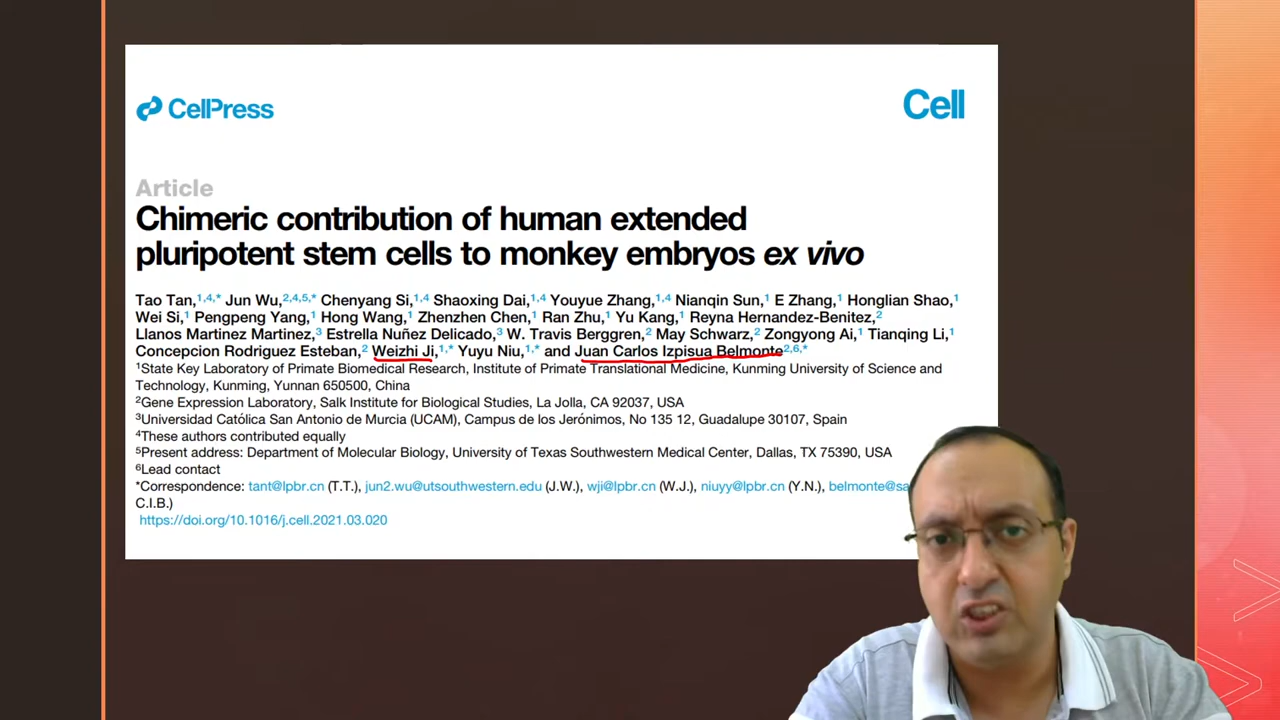 CellPress
Cell
Article
Chimeric contribution of human extended
pluripotent stem cells to monkey embryos ex vivo
Tao Tan,1,4,* Jun Wu,2,4,5,* Chenyang Si,1,4 Shaoxing Dai,1,4 Youyue Zhang,1,4 Nianqin Sun,1 E Zhang,1 Honglian Shao,1
Wei Si,1 Pengpeng Yang,1 Hong Wang,1 Zhenzhen Chen,1 Ran Zhu,1 Yu Kang,1 Reyna Hernandez-Benitez,2
Llanos Martinez Martinez,3 Estrella Nuñez Delicado,3 W. Travis Berggren,2 May Schwarz,2 Zongyong Ai,1 Tianqing Li,1
Concepcion Rodriguez Esteban,2 Weizhi Ji,1,* Yuyu Niu,1,* and Juan Carlos Izpisua Belmonte2,6,*
1State Key Laboratory of Primate Biomedical Research, Institute of Primate Translational Medicine, Kunming University of Science and
Technology, Kunming, Yunnan 650500, China
2Gene Expression Laboratory, Salk Institute for Biological Studies, La Jolla, CA 92037, USA
3Universidad Católica San Antonio de Murcia (UCAM), Campus de los Jerónimos, No 135 12, Guadalupe 30107, Spain
4These authors contributed equally
5Present address: Department of Molecular Biology, University of Texas Southwestern Medical Center, Dallas, TX 75390, USA
6Lead contact
*Correspondence: tant@lpbr.cn (T.T.), jun2.wu@utsouthwestern.edu (J.W.), wji@lpbr.cn (W.J.), niuyy@lpbr.cn (Y.N.), belmonte@sa
C.I.B.)
https://doi.org/10.1016/j.cell.2021.03.020